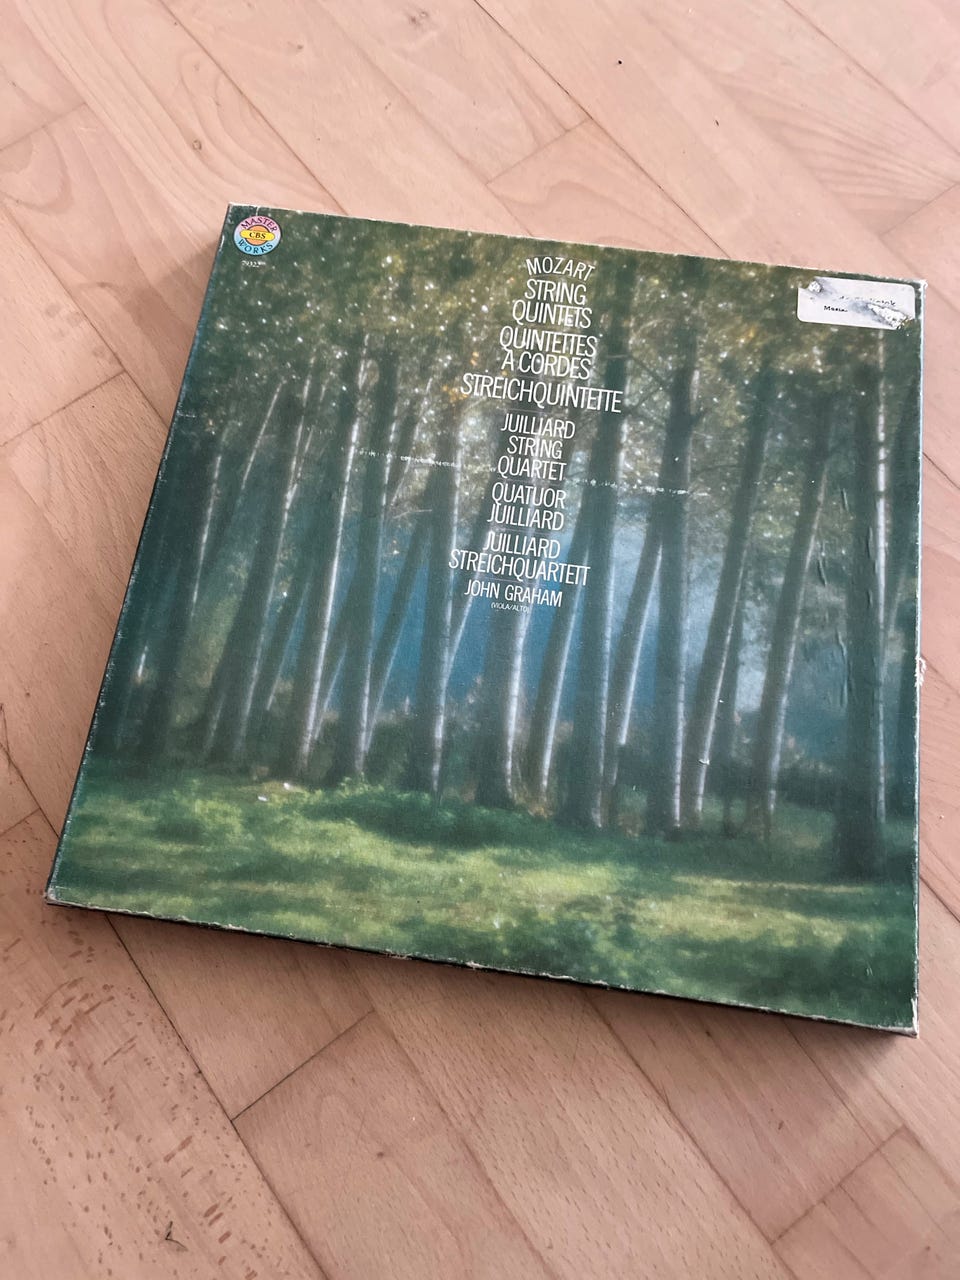 MASTER
CBS
WORKS
MOZART
STRING
QUINTETS
QUINTETTES
A CORDES
STREICHQUINTETTE
JUILLIARD
STRING
QUARTET
QUATUOR
JUILLIARD
JUILLIARD
STREICHQUARTETT
JOHN GRAHAM
(VIOLA/ALTO)